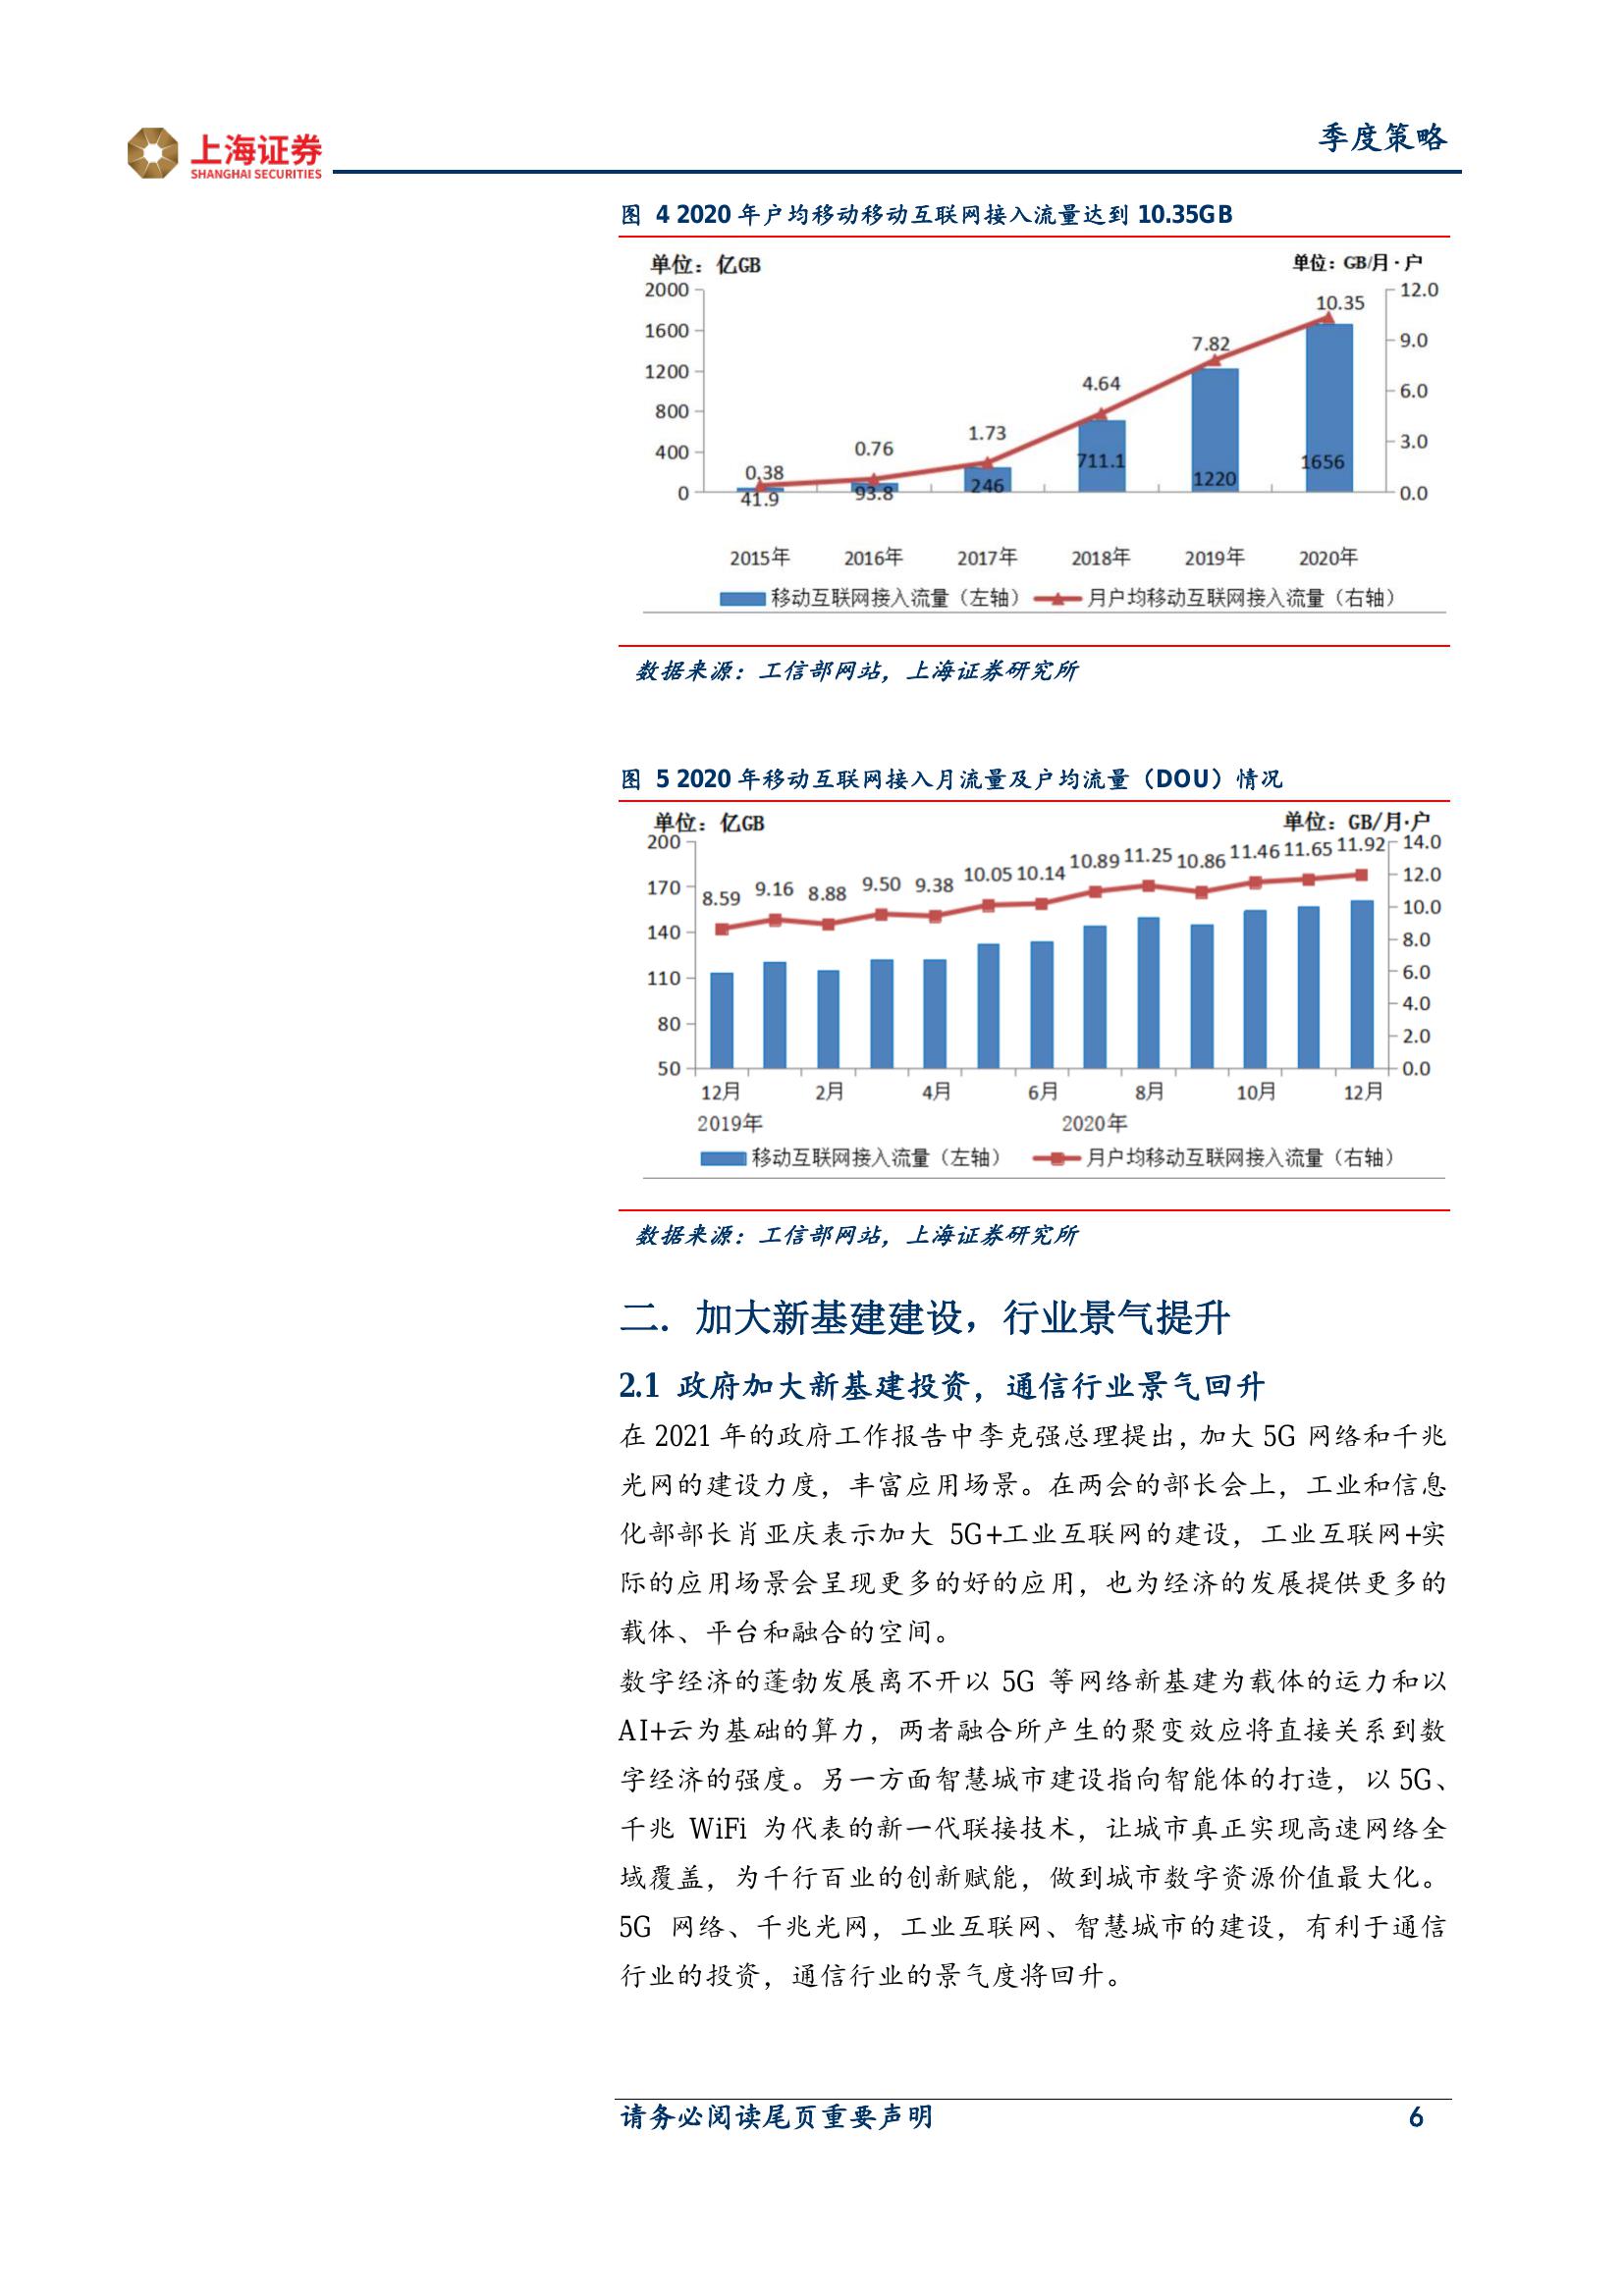 上海证券
SHANGHAI SECURITIES
季度策略
图 4 2020 年户均移动移动互联网接入流量达到 10.35GB
单位：亿GB
单位：GB/月·户
2000
1600
1200
800
400
0
12.0
9.0
6.0
3.0
0.0
0.38
0.76
1.73
4.64
7.82
10.35
41.9
93.8
246
711.1
1220
1656
2015年 2016年 2017年 2018年 2019年 2020年
移动互联网接入流量（左轴） 月户均移动互联网接入流量（右轴）
数据来源：工信部网站，上海证券研究所
图 5 2020 年移动互联网接入月流量及户均流量（DOU）情况
单位：亿GB
单位：GB/月·户
200
170
140
110
80
50
14.0
12.0
10.0
8.0
6.0
4.0
2.0
0.0
8.59 9.16 8.88 9.50 9.38 10.05 10.14 10.89 11.25 10.86 11.46 11.65 11.92
12月 2月 4月 6月 8月 10月 12月
2019年 2020年
移动互联网接入流量（左轴） 月户均移动互联网接入流量（右轴）
数据来源：工信部网站，上海证券研究所
二. 加大新基建建设，行业景气提升
2.1 政府加大新基建投资，通信行业景气回升
在 2021 年的政府工作报告中李克强总理提出，加大 5G 网络和千兆
光网的建设力度，丰富应用场景。在两会的部长会上，工业和信息
化部部长肖亚庆表示加大 5G+工业互联网的建设，工业互联网+实
际的应用场景会呈现更多的好的应用，也为经济的发展提供更多的
载体、平台和融合的空间。
数字经济的蓬勃发展离不开以 5G 等网络新基建为载体的运力和以
AI+云为基础的算力，两者融合所产生的聚变效应将直接关系到数
字经济的强度。另一方面智慧城市建设指向智能体的打造，以 5G、
千兆 WiFi 为代表的新一代联接技术，让城市真正实现高速网络全
域覆盖，为千行百业的创新赋能，做到城市数字资源价值最大化。
5G 网络、千兆光网，工业互联网、智慧城市的建设，有利于通信
行业的投资，通信行业的景气度将回升。
请务必阅读尾页重要声明 6